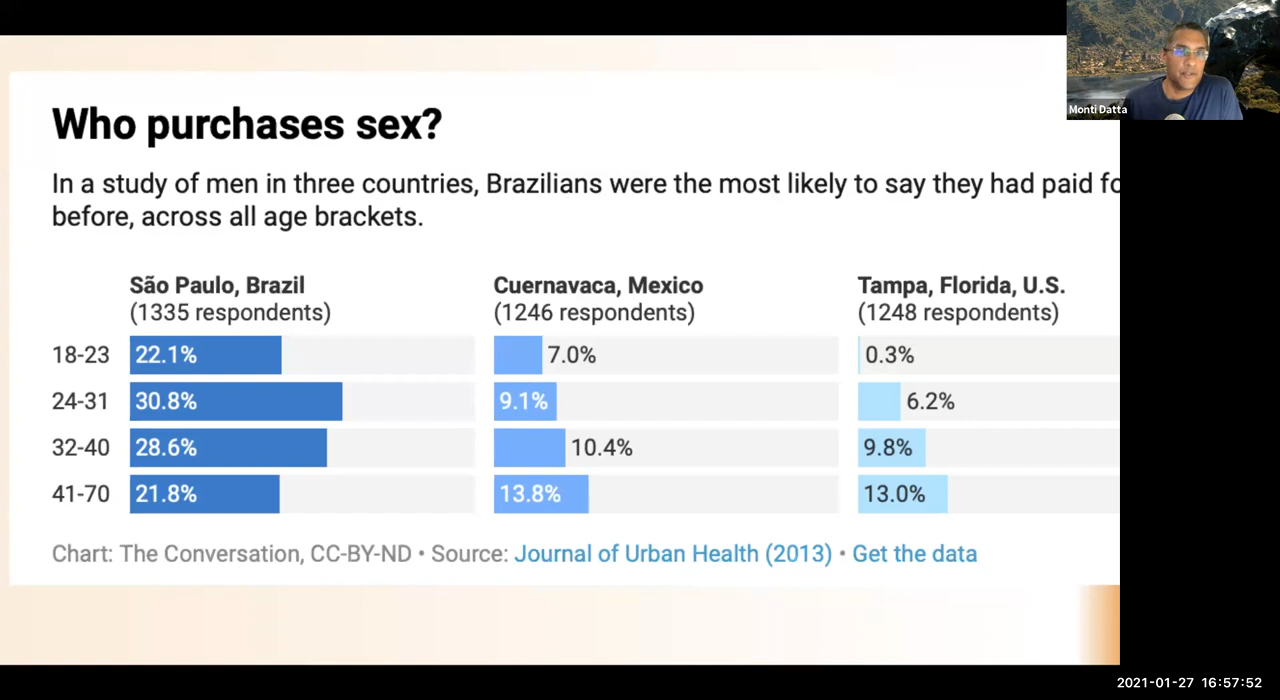 Monti Datta
Who purchases sex?
In a study of men in three countries, Brazilians were the most likely to say they had paid fo
before, across all age brackets.
São Paulo, Brazil
(1335 respondents)
Cuernavaca, Mexico
(1246 respondents)
Tampa, Florida, U.S.
(1248 respondents)
18-23 22.1% 7.0% 0.3%
24-31 30.8% 9.1% 6.2%
32-40 28.6% 10.4% 9.8%
41-70 21.8% 13.8% 13.0%
Chart: The Conversation, CC-BY-ND • Source: Journal of Urban Health (2013) • Get the data
2021-01-27 16:57:52